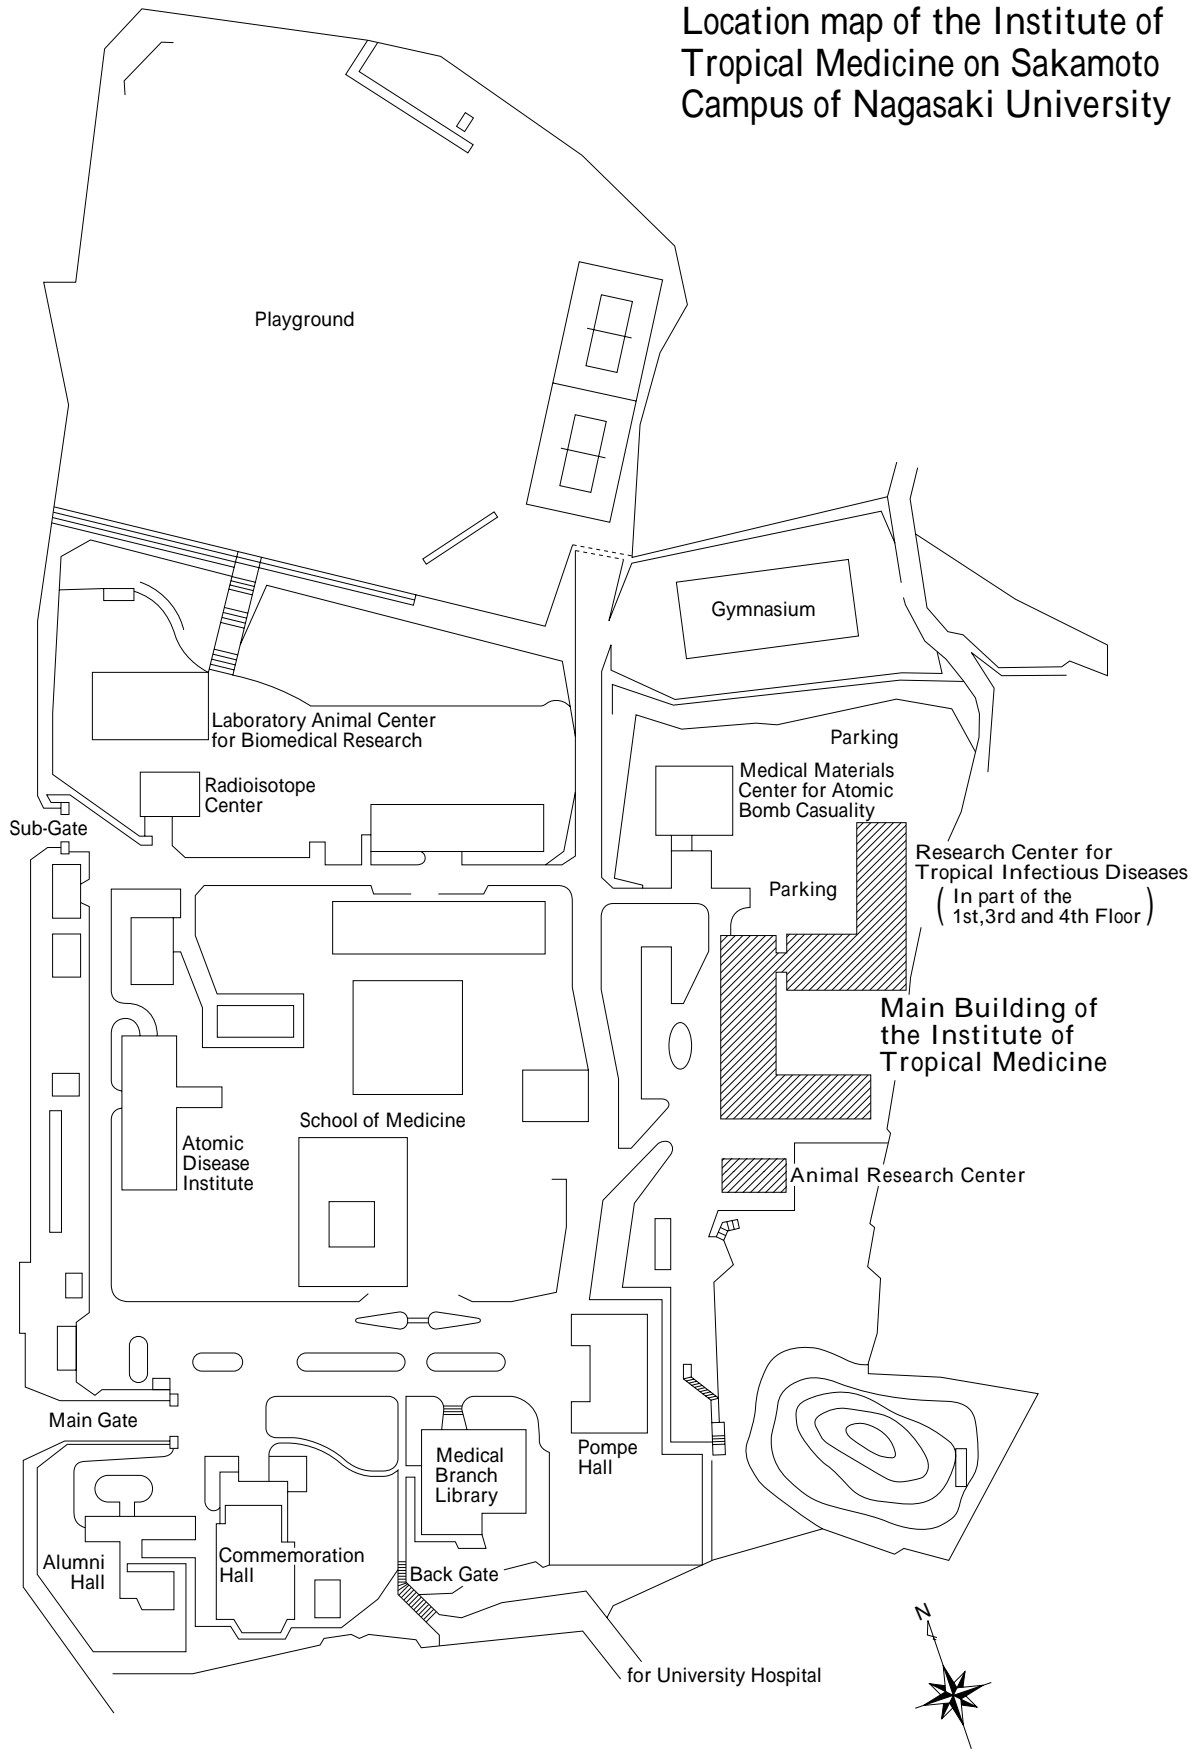 Location map of the Institute of
Tropical Medicine on Sakamoto
Campus of Nagasaki University
Playground
Gymnasium
Laboratory Animal Center
for Biomedical Research
Parking
Medical Materials
Center for Atomic
Bomb Casuality
Radioisotope
Center
Sub-Gate
Research Center for
Tropical Infectious Diseases
(In part of the
1st,3rd and 4th Floor)
Parking
Main Building of
the Institute of
Tropical Medicine
School of Medicine
Atomic
Disease
Institute
Animal Research Center
Main Gate
Medical
Branch
Library
Pompe
Hall
Alumni
Hall
Commemoration
Hall
Back Gate
N
for University Hospital